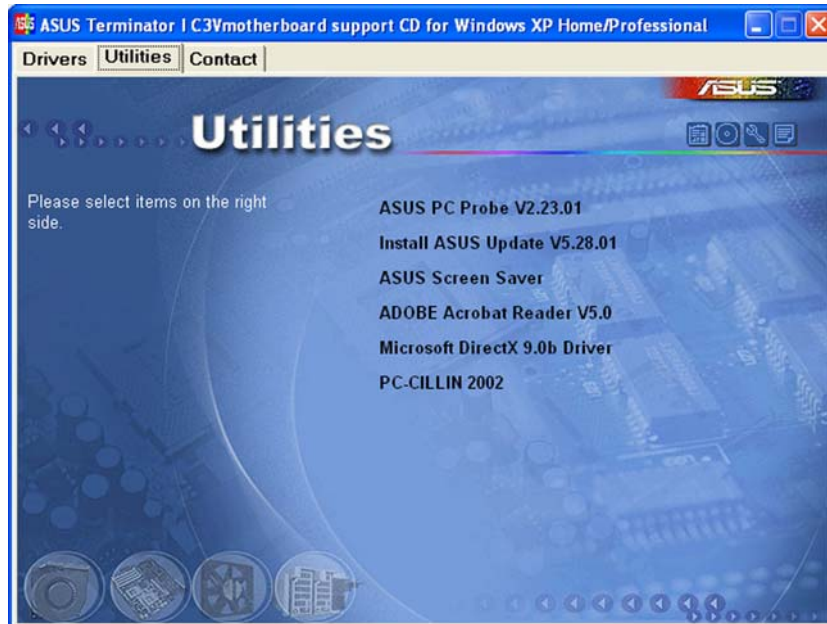 ASUS Terminator I C3Vmotherboard support CD for Windows XP Home/Professional
Drivers Utilities Contact
ASUS
Utilities
Please select items on the right
side.
ASUS PC Probe V2.23.01
Install ASUS Update V5.28.01
ASUS Screen Saver
ADOBE Acrobat Reader V5.0
Microsoft DirectX 9.0b Driver
PC-CILLIN 2002